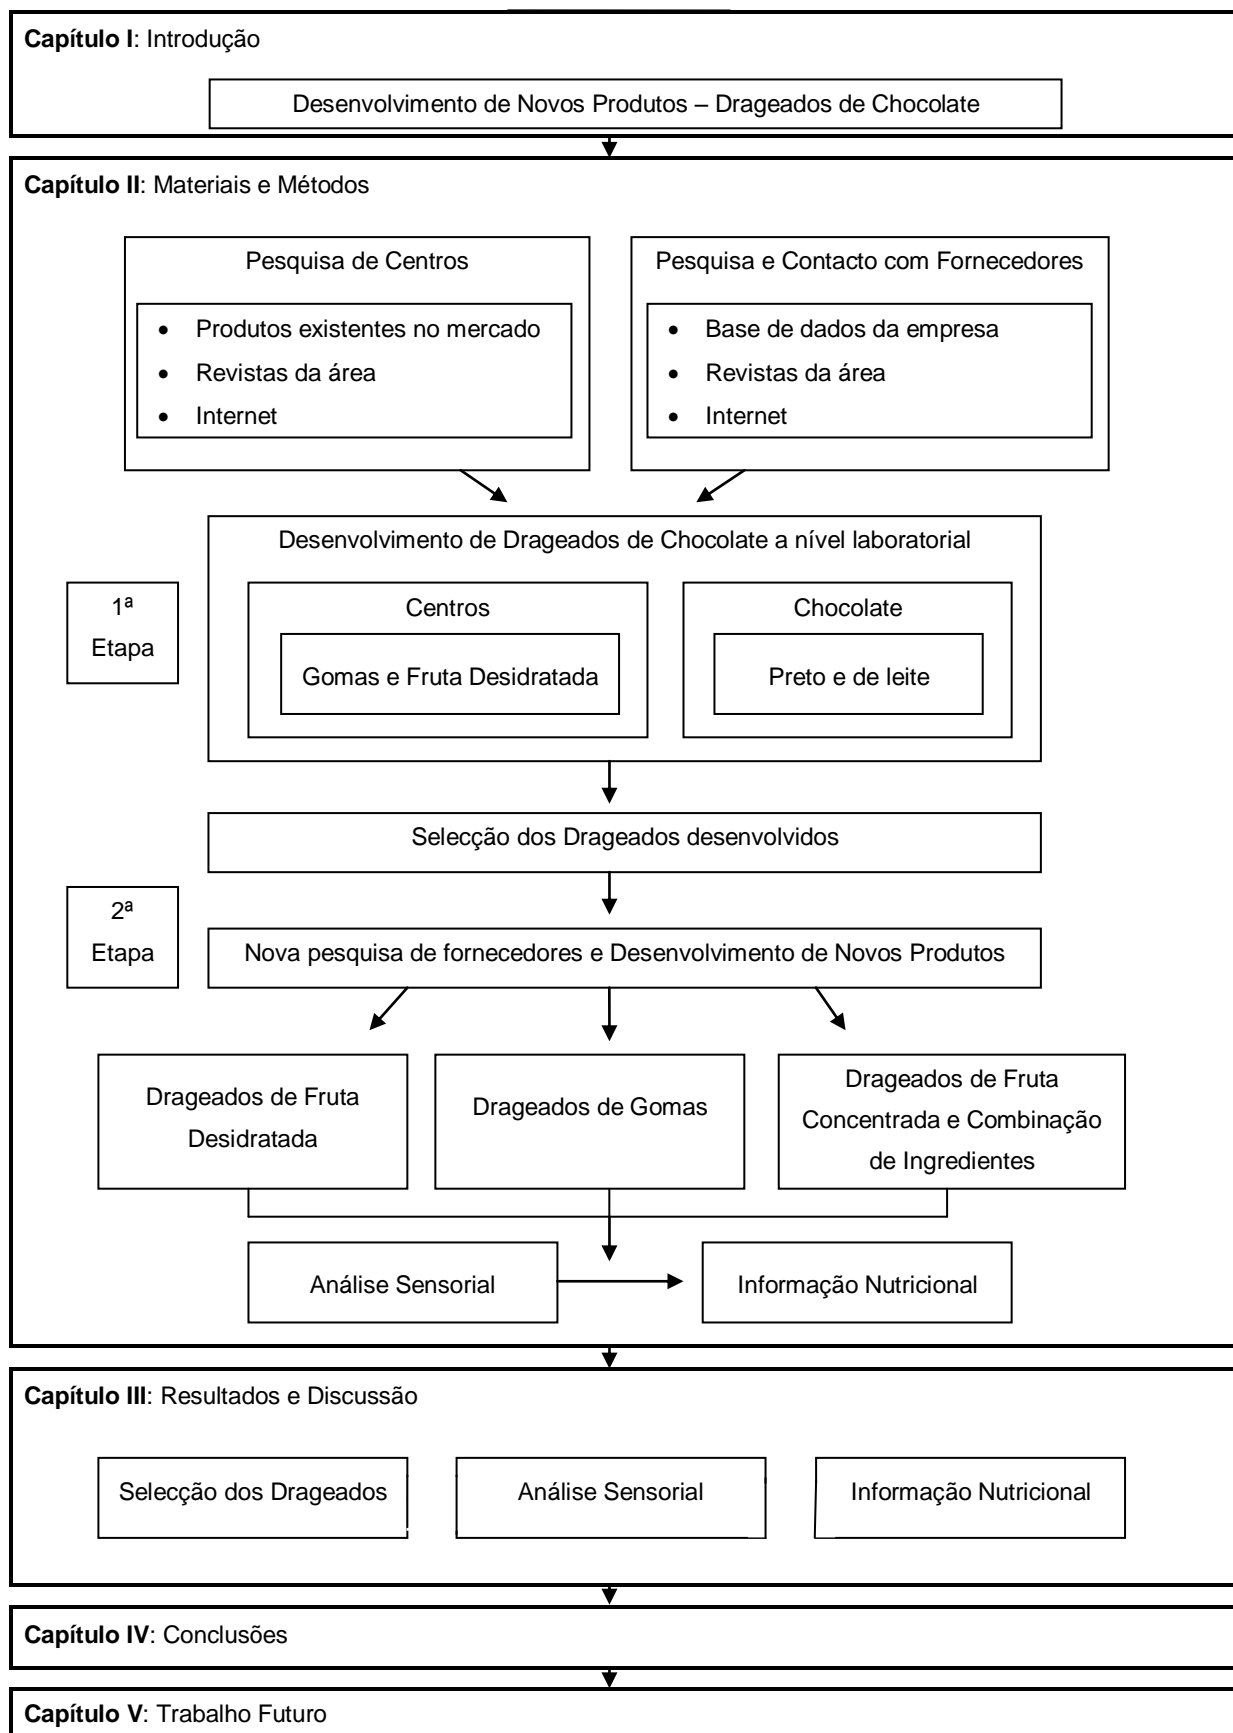 Capítulo I: Introdução
Desenvolvimento de Novos Produtos – Drageados de Chocolate
Capítulo II: Materiais e Métodos
Pesquisa de Centros
• Produtos existentes no mercado
• Revistas da área
• Internet
Pesquisa e Contacto com Fornecedores
• Base de dados da empresa
• Revistas da área
• Internet
Desenvolvimento de Drageados de Chocolate a nível laboratorial
1ª
Etapa
Centros
Gomas e Fruta Desidratada
Chocolate
Preto e de leite
Selecção dos Drageados desenvolvidos
2ª
Etapa
Nova pesquisa de fornecedores e Desenvolvimento de Novos Produtos
Drageados de Fruta
Desidratada
Drageados de Gomas
Drageados de Fruta
Concentrada e Combinação
de Ingredientes
Análise Sensorial
Informação Nutricional
Capítulo III: Resultados e Discussão
Selecção dos Drageados
Análise Sensorial
Informação Nutricional
Capítulo IV: Conclusões
Capítulo V: Trabalho Futuro